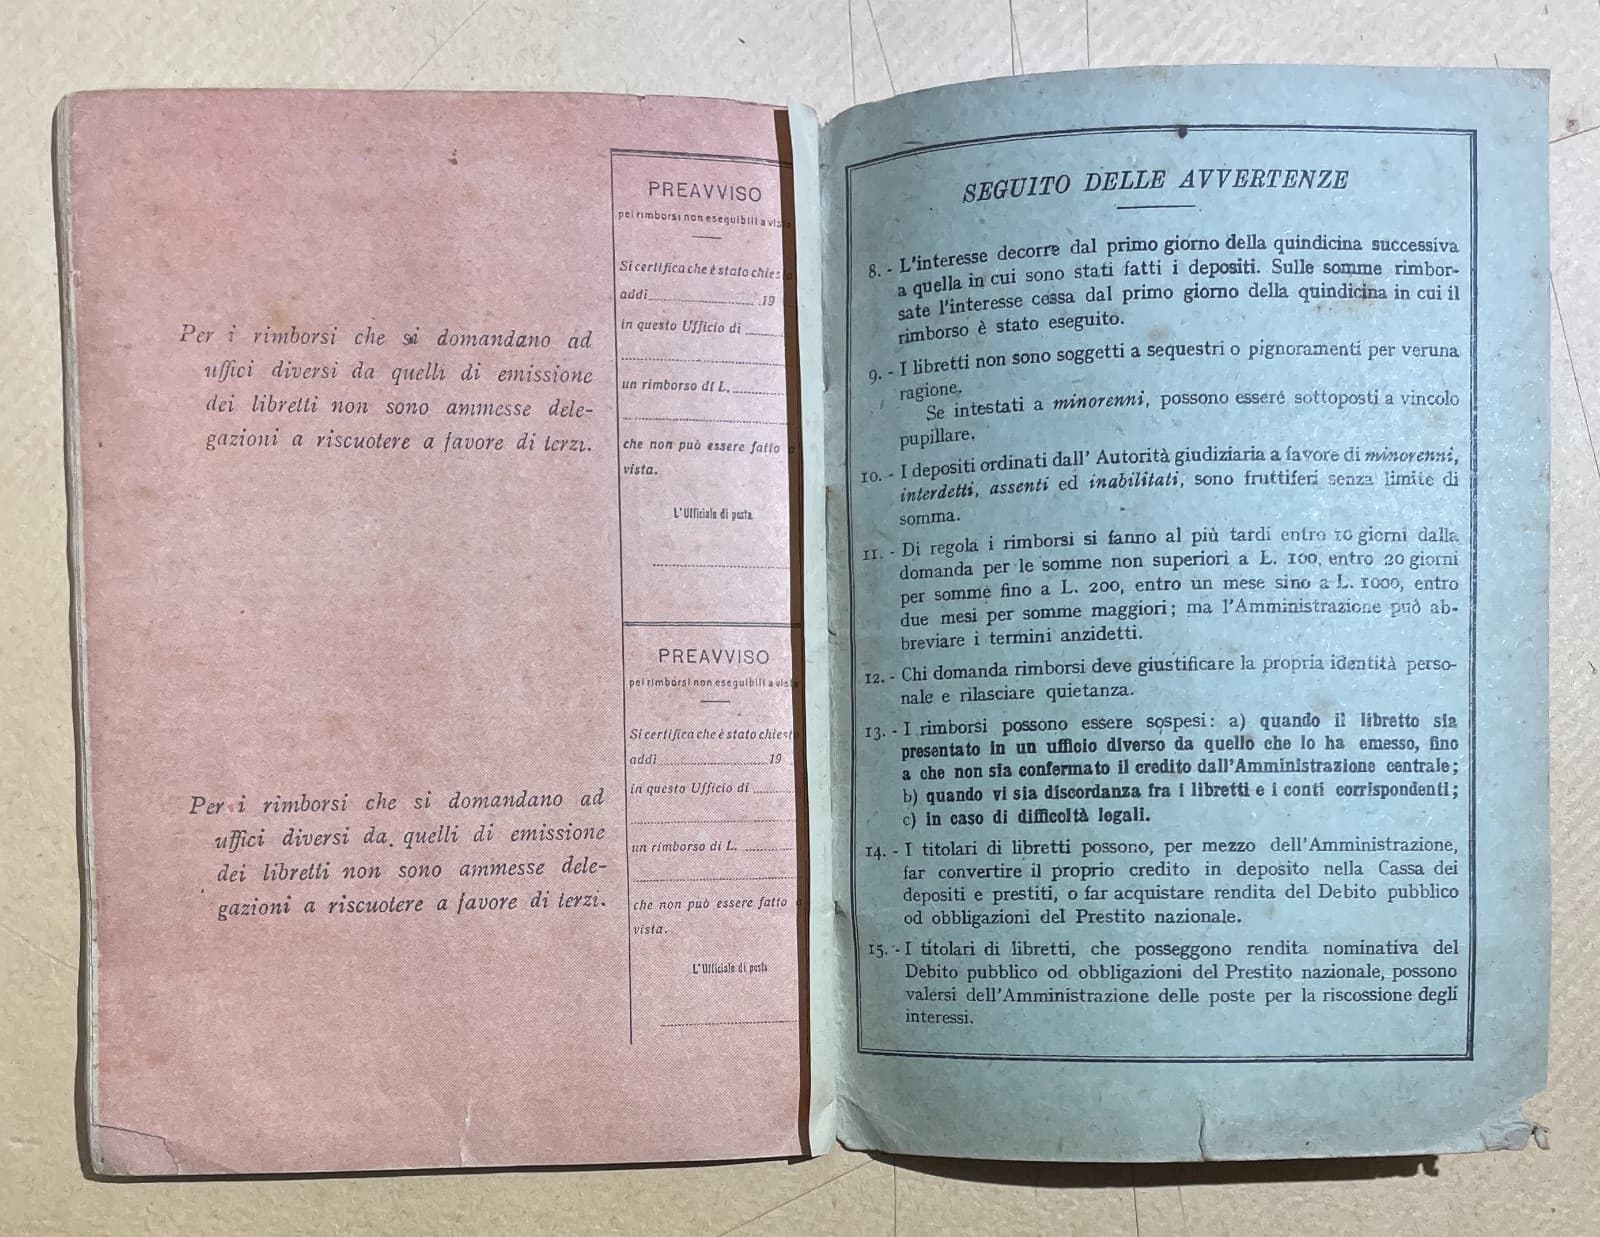 PREAVVISO
pei rimborsi non eseguibili a vista
Si certifica che è stato chiesto
addì 19
in questo Ufficio di
un rimborso di L.
che non può essere fatto a
vista.
L'Ufficiale di posta
Per i rimborsi che si domandano ad
uffici diversi da quelli di emissione
dei libretti non sono ammesse dele-
gazioni a riscuotere a favore di terzi.
PREAVVISO
pei rimborsi non eseguibili a vista
Si certifica che è stato chiesto
addì 19
in questo Ufficio di
un rimborso di L.
che non può essere fatto a
vista.
L'Ufficiale di posta
Per i rimborsi che si domandano ad
uffici diversi da quelli di emissione
dei libretti non sono ammesse dele-
gazioni a riscuotere a favore di terzi.
SEGUITO DELLE AVVERTENZE
8. - L'interesse decorre dal primo giorno della quindicina successiva
a quella in cui sono stati fatti i depositi. Sulle somme rimbor-
sate l'interesse cessa dal primo giorno della quindicina in cui il
rimborso è stato eseguito.
9. - I libretti non sono soggetti a sequestri o pignoramenti per veruna
ragione.
Se intestati a minorenni, possono essere sottoposti a vincolo
pupillare.
10. - I depositi ordinati dall' Autorità giudiziaria a favore di minorenni,
interdetti, assenti ed inabilitati, sono fruttiferi senza limite di
somma.
11. - Di regola i rimborsi si fanno al più tardi entro 10 giorni dalla
domanda per le somme non superiori a L. 100, entro 20 giorni
per somme fino a L. 200, entro un mese sino a L. 1000, entro
due mesi per somme maggiori; ma l'Amministrazione può ab-
breviare i termini anzidetti.
12. - Chi domanda rimborsi deve giustificare la propria identità perso-
nale e rilasciare quietanza.
13. - I rimborsi possono essere sospesi: a) quando il libretto sia
presentato in un ufficio diverso da quello che lo ha emesso, fino
a che non sia confermato il credito dall'Amministrazione centrale;
b) quando vi sia discordanza fra i libretti e i conti corrispondenti;
c) in caso di difficoltà legali.
14. - I titolari di libretti possono, per mezzo dell'Amministrazione,
far convertire il proprio credito in deposito nella Cassa dei
depositi e prestiti, o far acquistare rendita del Debito pubblico
od obbligazioni del Prestito nazionale.
15. - I titolari di libretti, che posseggono rendita nominativa del
Debito pubblico od obbligazioni del Prestito nazionale, possono
valersi dell'Amministrazione delle poste per la riscossione degli
interessi.